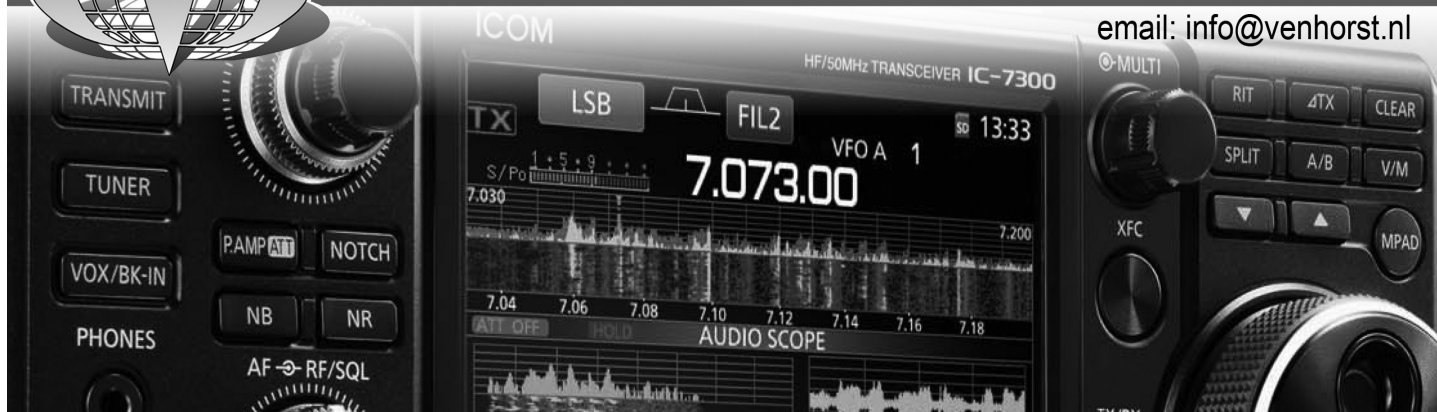 email: info@venhorst.nl
ICOM
HF/50MHz TRANSCEIVER IC-7300
MULTI
TRANSMIT
TUNER
VOX/BK-IN
PHONES
P.AMP ATT
NOTCH
NB
NR
AF RF/SQL
TX
LSB
FIL2
SD 13:33
VFO A 1
S/Po 1 • 5 • 9
7.073.00
7.030
7.200
7.04 7.06 7.08 7.10 7.12 7.14 7.16 7.18
ATT OFF HOLD AUDIO SCOPE
RIT ⊿TX CLEAR
SPLIT A/B V/M
▼ ▲
XFC
MPAD